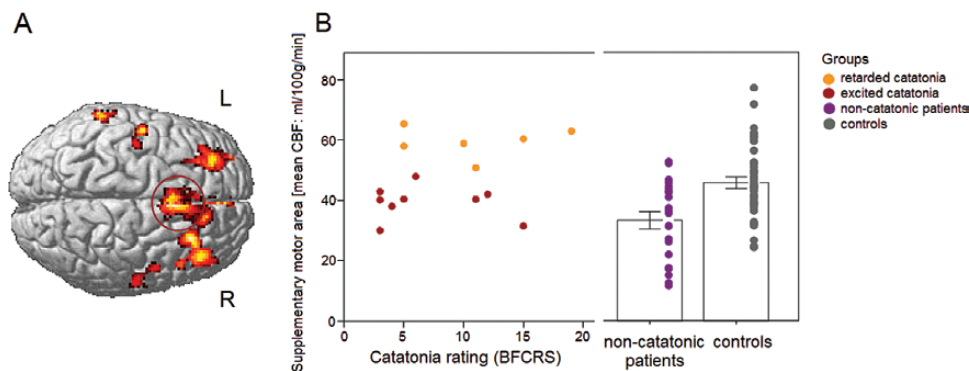 A
B
L
R
Supplementary motor area [mean CBF: ml/100g/min]
80
60
40
20
0
0 5 10 15 20
Catatonia rating (BFCRS)
non-catatonic controls
patients
Groups
retarded catatonia
excited catatonia
non-catatonic patients
controls